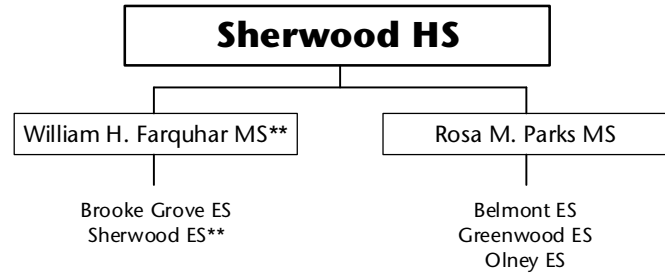 Sherwood HS
William H. Farquhar MS**
Rosa M. Parks MS
Brooke Grove ES
Sherwood ES**
Belmont ES
Greenwood ES
Olney ES